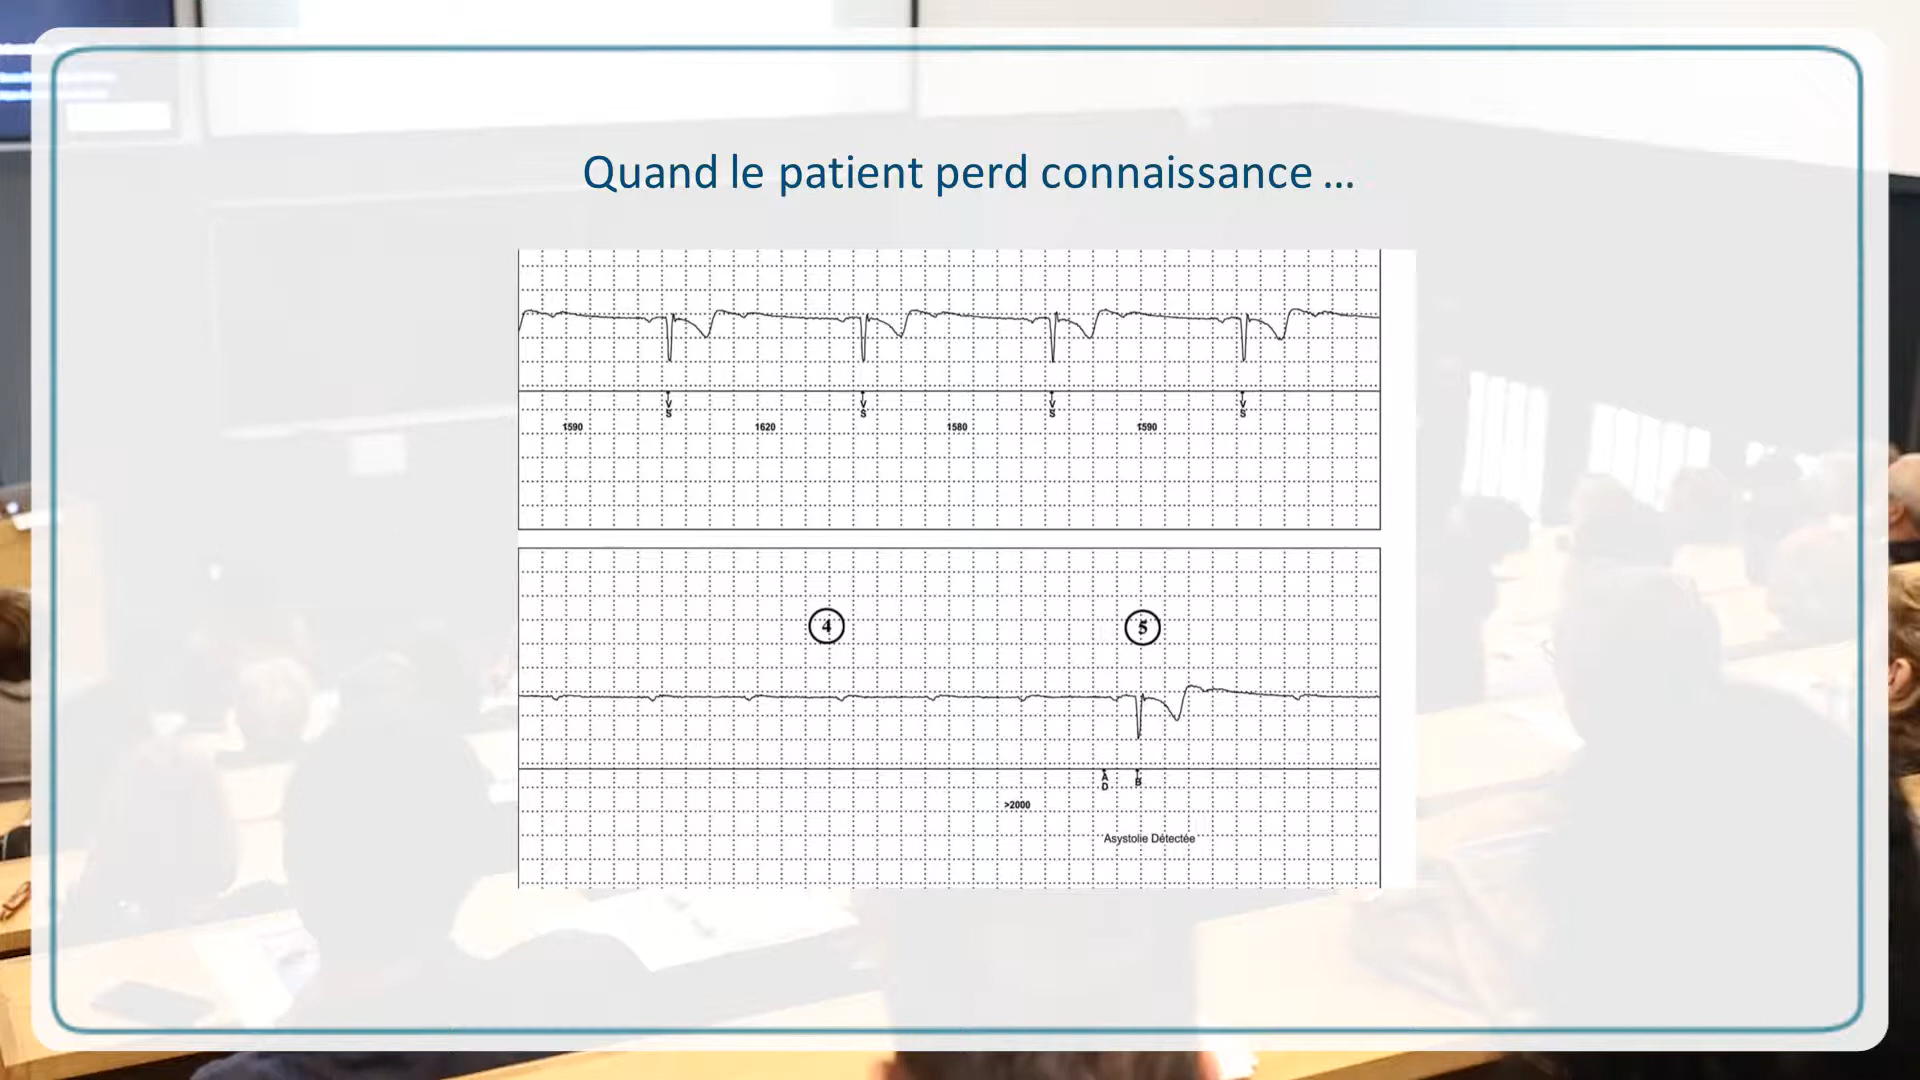 Quand le patient perd connaissance ...
V V V V
S S S S
1590 1620 1580 1590
4 5
A B
D
>2000
Asystolie Détectée